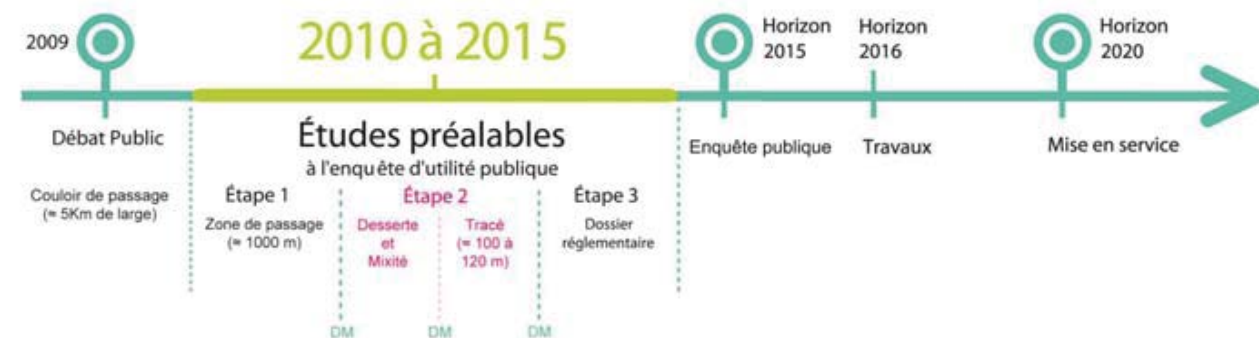 2009
2010 à 2015
Horizon
2015
Horizon
2016
Horizon
2020
Débat Public
Études préalables
à l'enquête d'utilité publique
Enquête publique
Travaux
Mise en service
Couloir de passage
(≈ 5Km de large)
Étape 1
Zone de passage
(≈ 1000 m)
Étape 2
Desserte
et
Mixité
Tracé
(≈ 100 à
120 m)
Étape 3
Dossier
réglementaire
DM
DM
DM